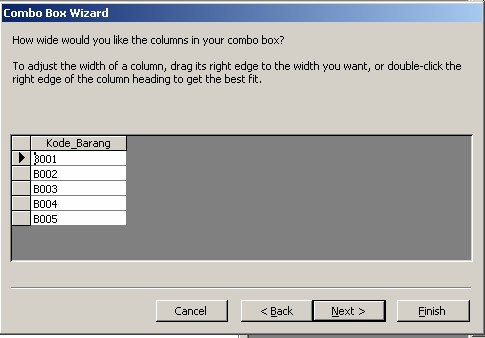 Combo Box Wizard
How wide would you like the columns in your combo box?
To adjust the width of a column, drag its right edge to the width you want, or double-click the
right edge of the column heading to get the best fit.
Kode_Barang
B001
B002
B003
B004
B005
Cancel
< Back
Next >
Finish